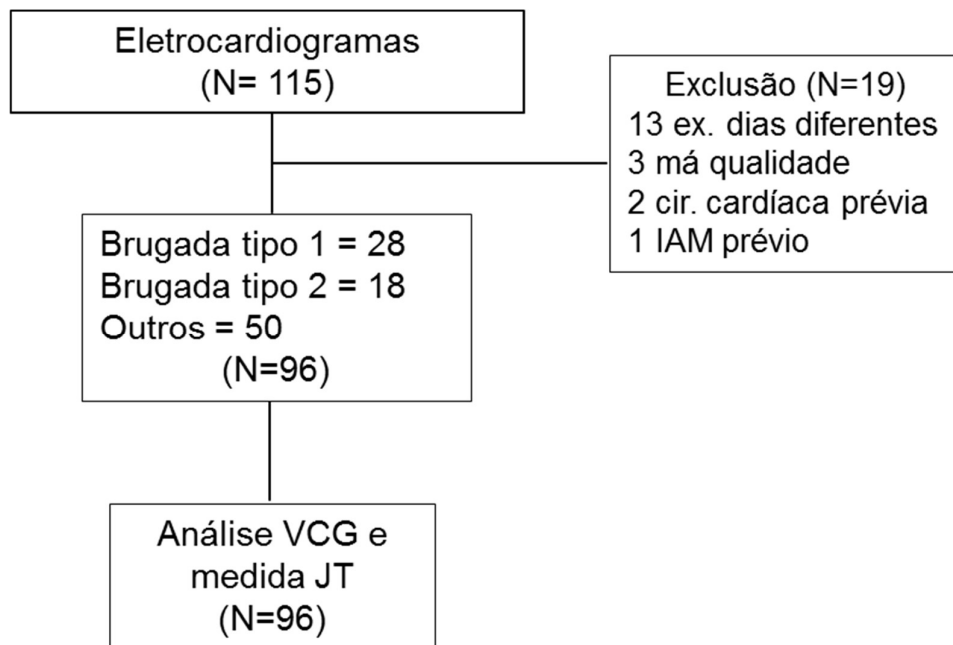 Eletrocardiogramas
(N= 115)
Exclusão (N=19)
13 ex. dias diferentes
3 má qualidade
2 cir. cardíaca prévia
1 IAM prévio
Brugada tipo 1 = 28
Brugada tipo 2 = 18
Outros = 50
(N=96)
Análise VCG e
medida JT
(N=96)